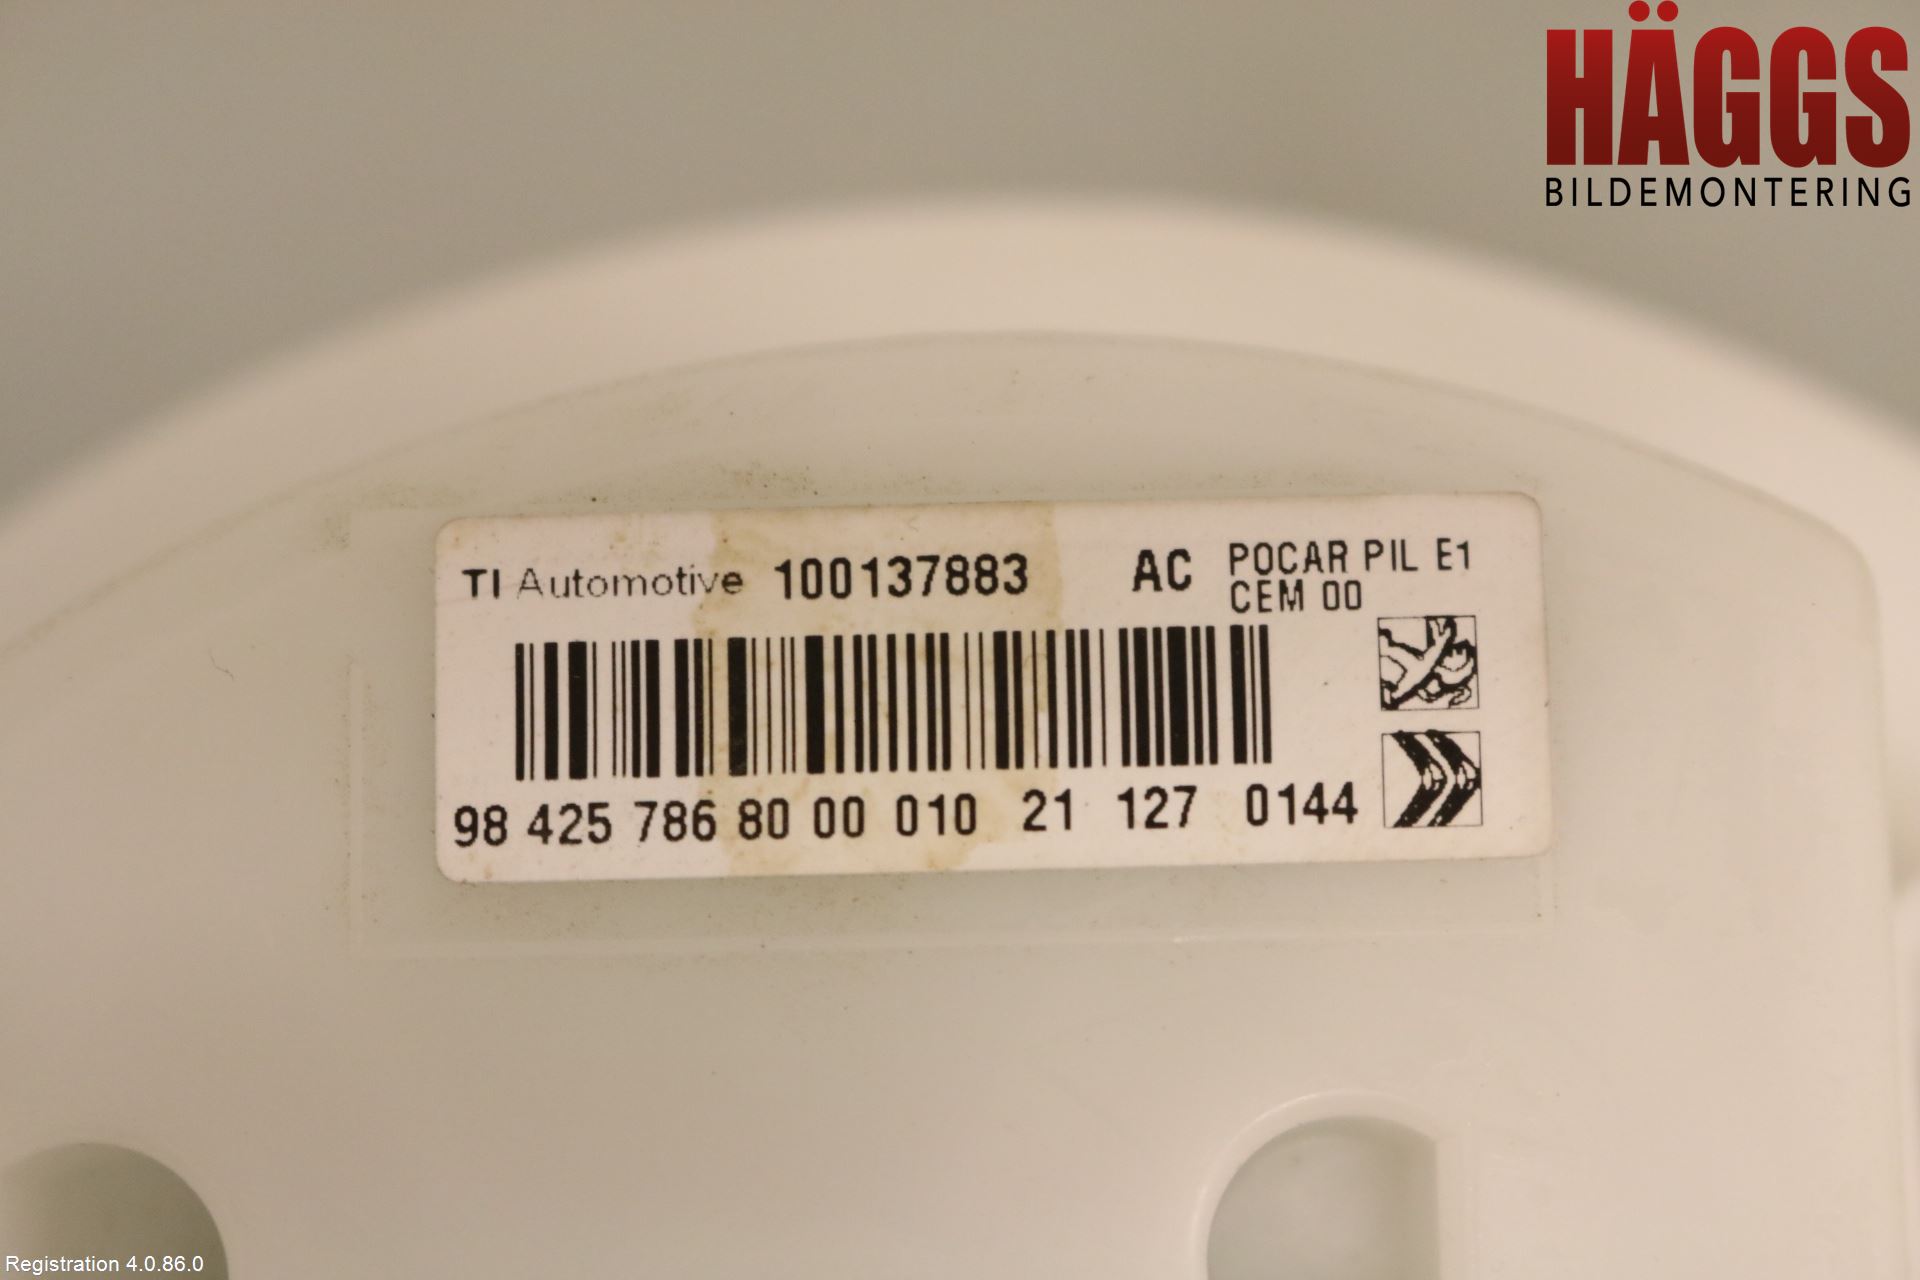 HÄGGS
BILDEMONTERING
TI Automotive 100137883 AC POCAR PIL E1
CEM 00
98 425 786 80 00 010 21 127 0144
Registration 4.0.86.0